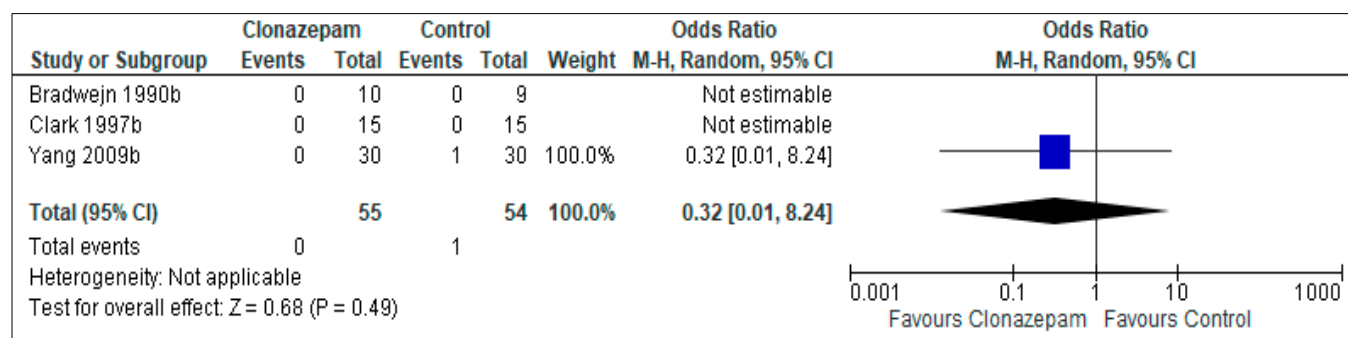 Clonazepam Control Odds Ratio Odds Ratio
Study or Subgroup Events Total Events Total Weight M-H, Random, 95% CI M-H, Random, 95% CI
Bradwejn 1990b 0 10 0 9 Not estimable
Clark 1997b 0 15 0 15 Not estimable
Yang 2009b 0 30 1 30 100.0% 0.32 [0.01, 8.24]
Total (95% CI) 55 54 100.0% 0.32 [0.01, 8.24]
Total events 0 1
Heterogeneity: Not applicable
Test for overall effect: Z = 0.68 (P = 0.49)
0.001 0.1 1 10 1000
Favours Clonazepam Favours Control